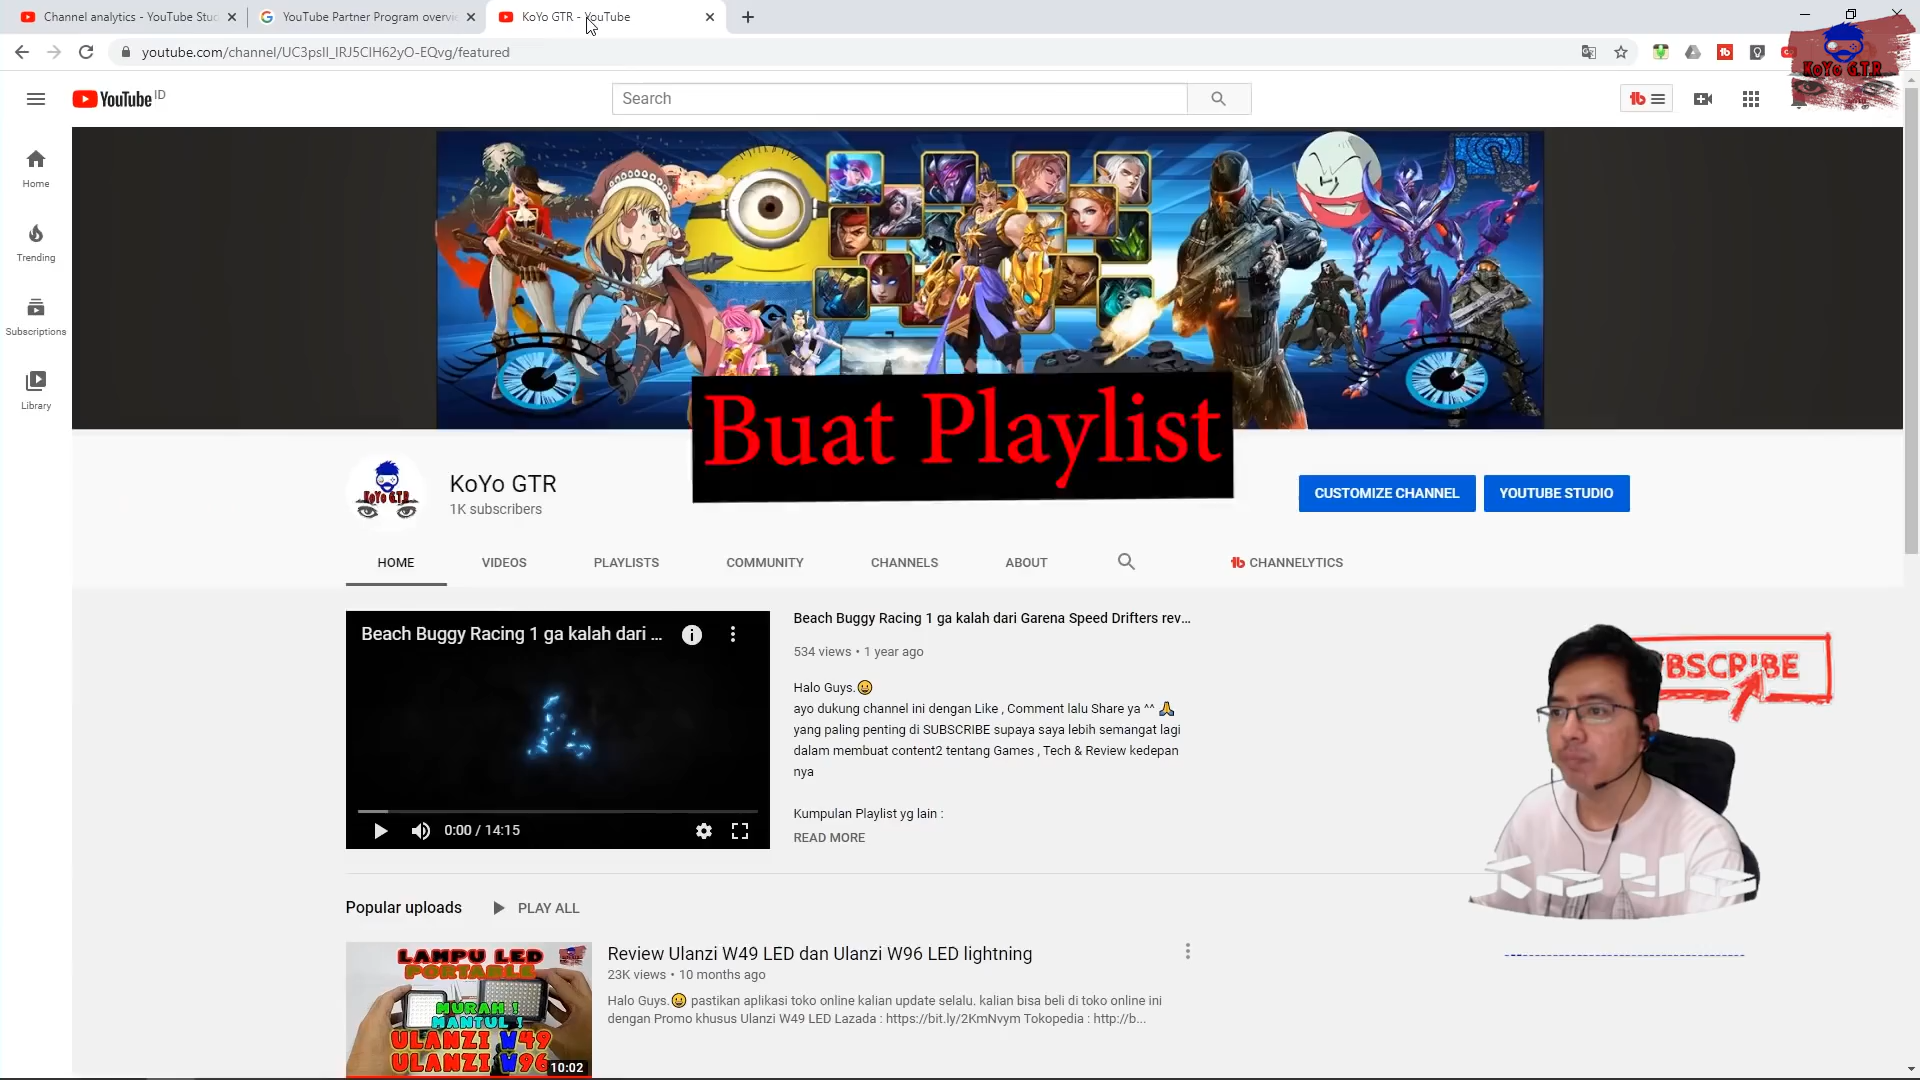 Channel analytics - YouTube Stu
YouTube Partner Program overvi
KoYo GTR - YouTube
youtube.com/channel/UC3psII_IRJ5CIH62yO-EQvg/featured
YouTube ID
Search
KoYo G.T.R
Home
Trending
Subscriptions
Library
Buat Playlist
KoYo G.T.R
KoYo GTR
1K subscribers
CUSTOMIZE CHANNEL
YOUTUBE STUDIO
HOME
VIDEOS
PLAYLISTS
COMMUNITY
CHANNELS
ABOUT
CHANNELYTICS
Beach Buggy Racing 1 ga kalah dari ...
0:00 / 14:15
Beach Buggy Racing 1 ga kalah dari Garena Speed Drifters rev...
534 views • 1 year ago
Halo Guys.😀
ayo dukung channel ini dengan Like , Comment lalu Share ya ^^ 🙏
yang paling penting di SUBSCRIBE supaya saya lebih semangat lagi
dalam membuat content2 tentang Games , Tech & Review kedepan
nya
Kumpulan Playlist yg lain :
READ MORE
BSCRIBE
Popular uploads
PLAY ALL
LAMPU LED
PORTABLE
MURAH !
MANTUL !
ULANZI W49
ULANZI W96
10:02
Review Ulanzi W49 LED dan Ulanzi W96 LED lightning
23K views • 10 months ago
Halo Guys.😀 pastikan aplikasi toko online kalian update selalu. kalian bisa beli di toko online ini
dengan Promo khusus Ulanzi W49 LED Lazada : https://bit.ly/2KmNvym Tokopedia : http://b...